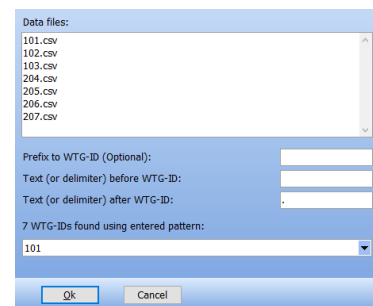 Data files:
101.csv
102.csv
103.csv
204.csv
205.csv
206.csv
207.csv
Prefix to WTG-ID (Optional):
Text (or delimiter) before WTG-ID:
Text (or delimiter) after WTG-ID: .
7 WTG-IDs found using entered pattern:
101
Ok Cancel